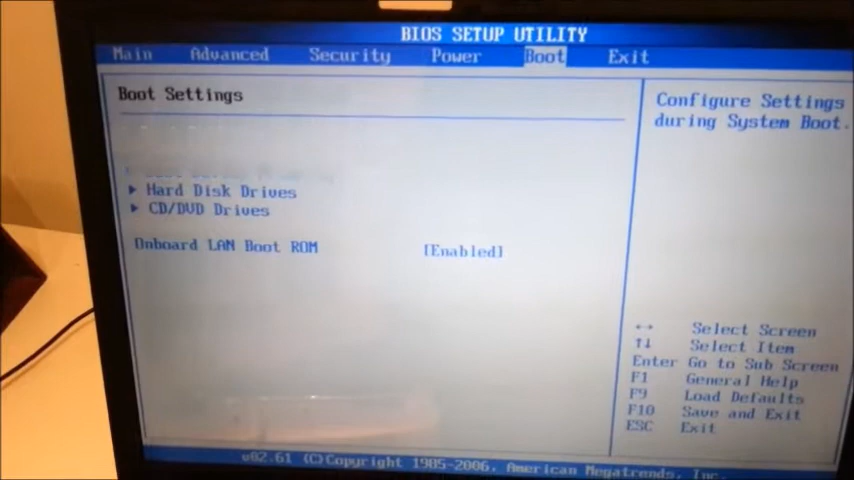 BIOS SETUP UTILITY
Main Advanced Security Power Boot Exit
Boot Settings
Hard Disk Drives
CD/DVD Drives
Onboard LAN Boot ROM [Enabled]
Configure Settings
during System Boot.
↔ Select Screen
↑↓ Select Item
Enter Go to Sub Screen
F1 General Help
F9 Load Defaults
F10 Save and Exit
ESC Exit
v02.61 (C)Copyright 1985-2006, American Megatrends, Inc.